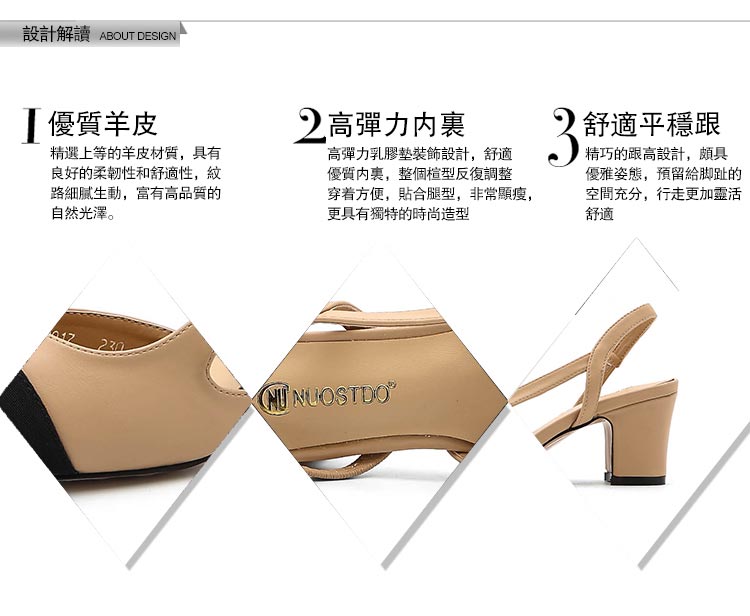 設計解讀 ABOUT DESIGN
1 優質羊皮
精選上等的羊皮材質，具有
良好的柔韌性和舒適性，紋
路細膩生動，富有高品質的
自然光澤。
2 高彈力內裏
高彈力乳膠墊裝飾設計，舒適
優質內裏，整個楦型反復調整
穿着方便，貼合腿型，非常顯瘦，
更具有獨特的時尚造型
3 舒適平穩跟
精巧的跟高設計，頗具
優雅姿態，預留給脚趾的
空間充分，行走更加靈活
舒適
230
NU NUOSTDO®